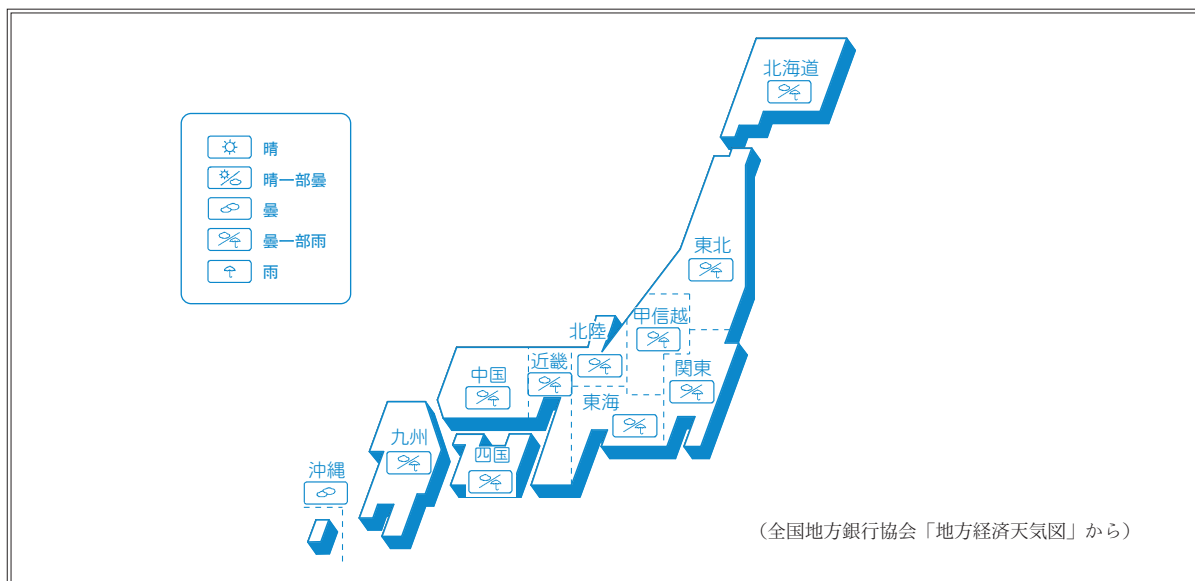 北海道
晴
晴一部曇
曇
曇一部雨
雨
東北
甲信越
北陸
近畿
関東
中国
東海
九州
四国
沖縄
（全国地方銀行協会「地方経済天気図」から）